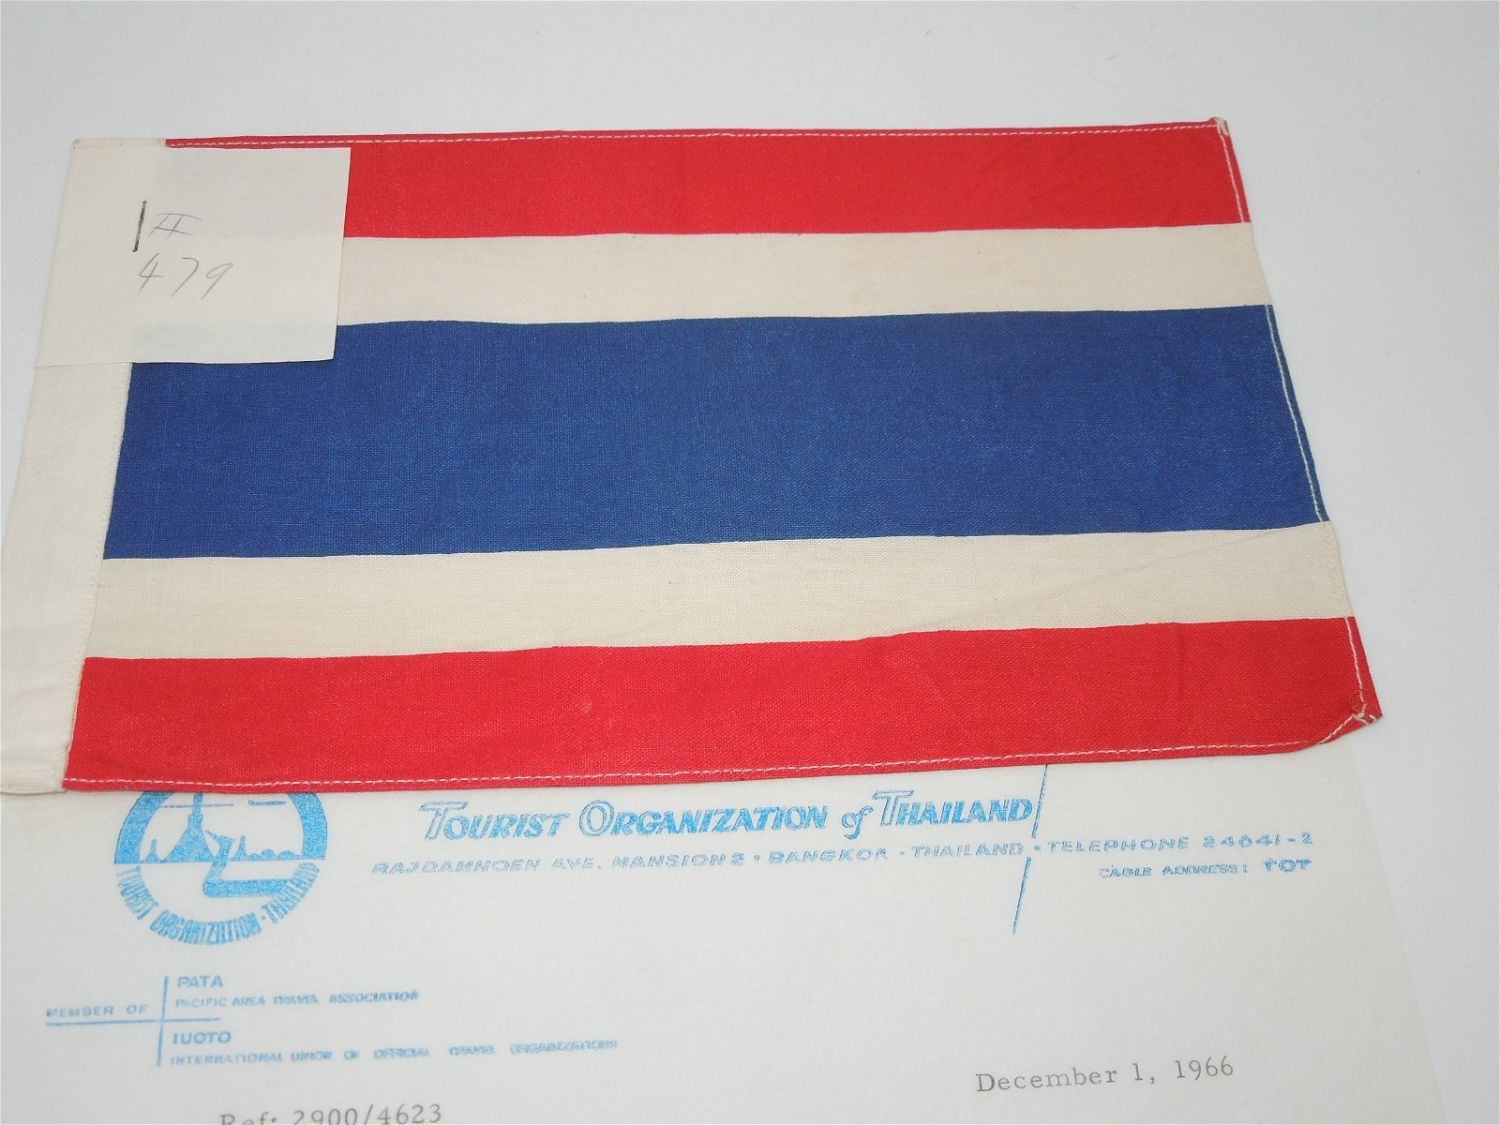 II
479
TOURIST ORGANIZATION of THAILAND
RAJDAMNOEN AVE. MANSION 2 · BANGKOK · THAILAND · TELEPHONE 24641-2
CABLE ADDRESS: TOT
TOURIST ORGANIZATION · THAILAND
MEMBER OF
PATA
PACIFIC AREA TRAVEL ASSOCIATION
IUOTO
INTERNATIONAL UNION OF OFFICIAL TRAVEL ORGANIZATIONS
December 1, 1966
Ref: 2900/4623